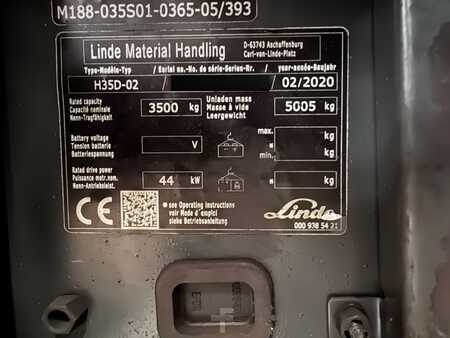 M188-035S01-0365-05/393
Linde Material Handling
D-63743 Aschaffenburg
Carl-von-Linde-Platz
Type-Modèle-Typ / Serial no.-No. de série-Serien-Nr. / year-année-Baujahr
H35D-02 02/2020
Rated capacity
Capacité nominale
Nenn-Tragfähigkeit
3500 kg
Unladen mass
Masse à vide
Leergewicht
5005 kg
Battery voltage
Tension batterie
Batteriespannung
V
max.
kg
* min.
kg
Rated drive power
Puissance motr.nom.
Nenn-Antriebsleist.
44 kW
* kg
CE
* see Operating instructions
voir Mode d'emploi
siehe Betriebsanleitung
Linde
000 938 54 21